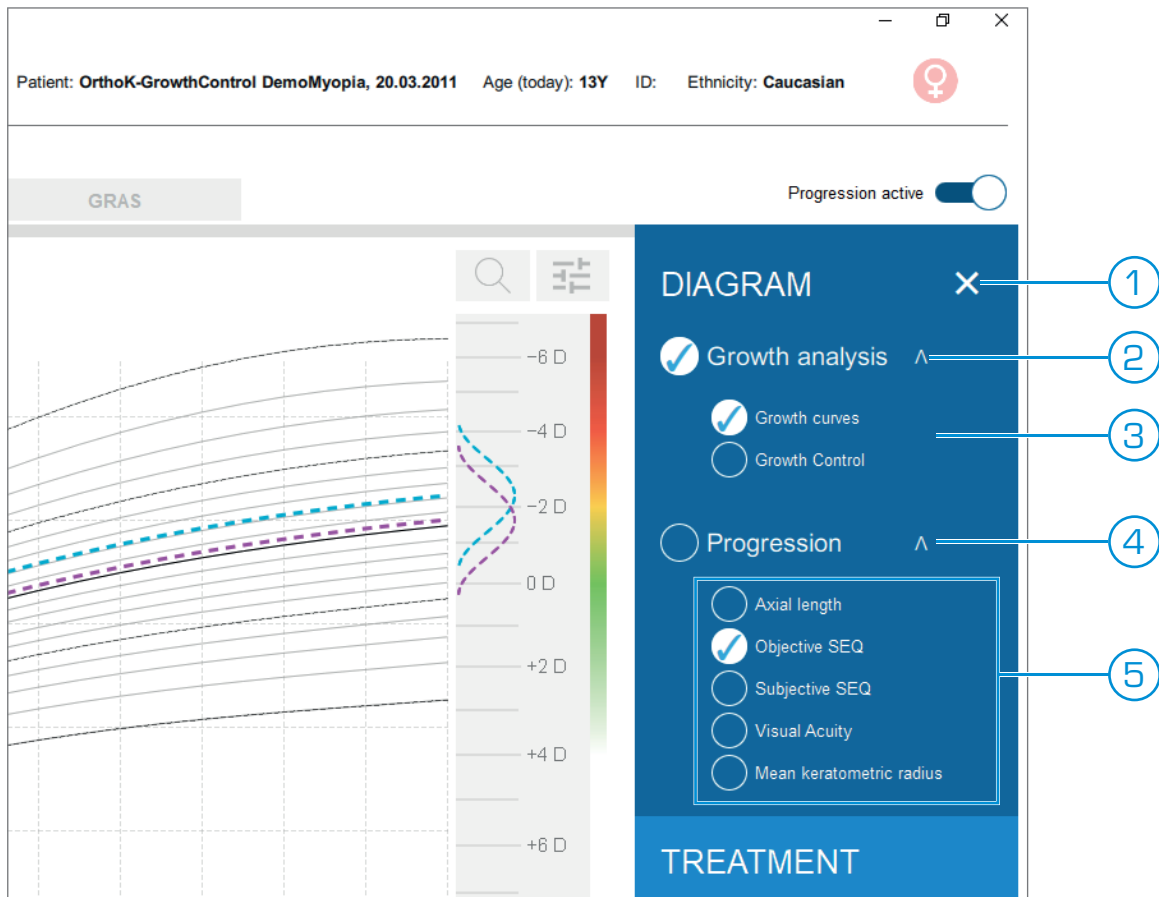 Patient: OrthoK-GrowthControl DemoMyopia, 20.03.2011 Age (today): 13Y ID: Ethnicity: Caucasian
GRAS
Progression active
DIAGRAM
1
Growth analysis
2
Growth curves
Growth Control
3
Progression
4
Axial length
Objective SEQ
Subjective SEQ
Visual Acuity
Mean keratometric radius
5
TREATMENT
-6 D
-4 D
-2 D
0 D
+2 D
+4 D
+6 D